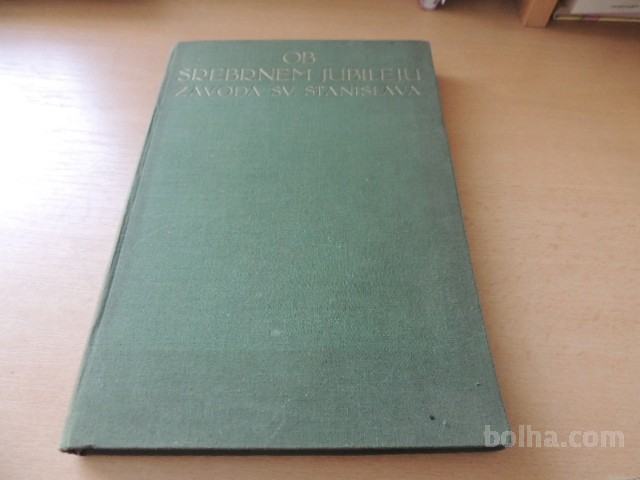 OB
SREBRNEM JUBILEJU
ZAVODA SV STANISLAVA
bolha.com